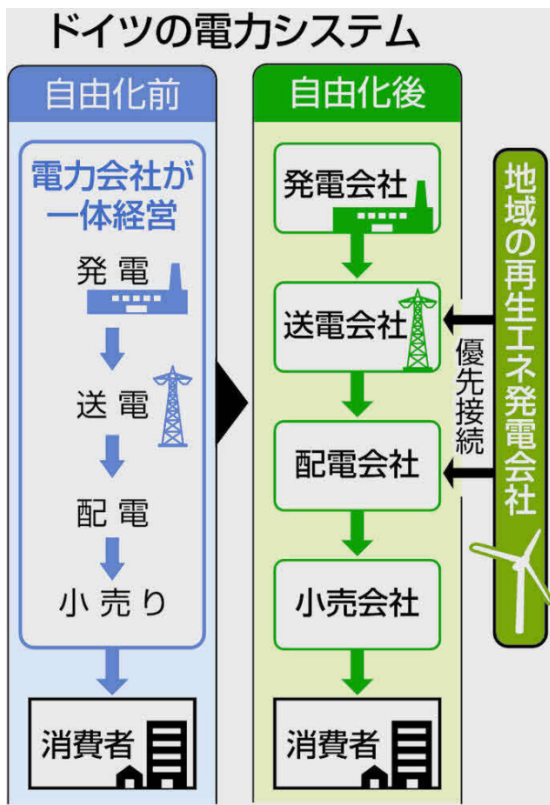 ドイツの電力システム
自由化前
電力会社が
一体経営
発電
送電
配電
小売り
消費者
自由化後
発電会社
送電会社
配電会社
小売会社
消費者
優先接続
地域の再生エネ発電会社